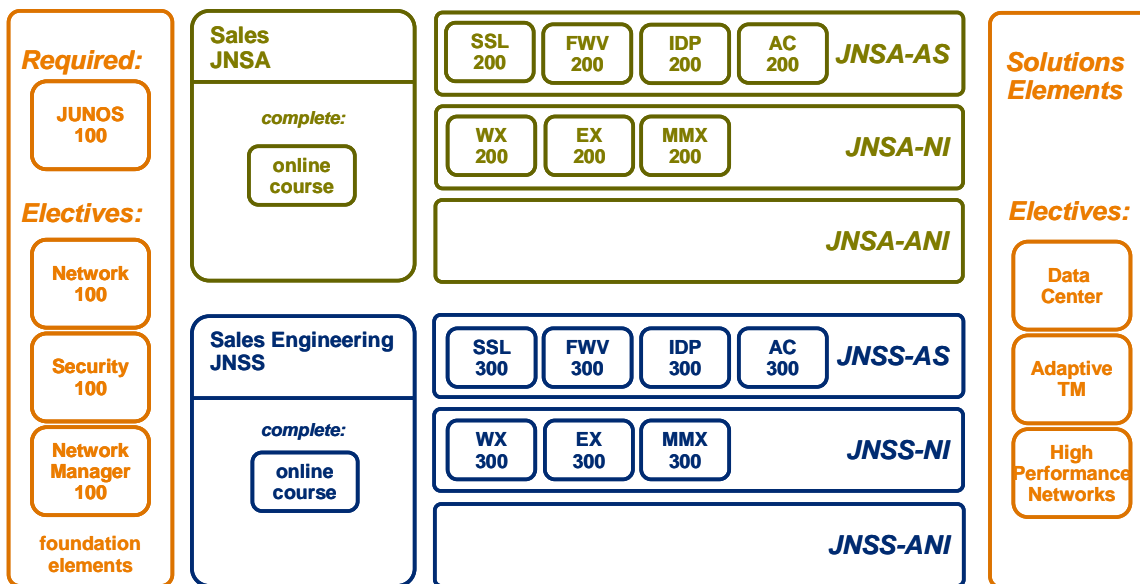 Required:
JUNOS
100
Electives:
Network
100
Security
100
Network
Manager
100
foundation
elements
Sales
JNSA
complete:
online
course
SSL
200
FWV
200
IDP
200
AC
200
JNSA-AS
WX
200
EX
200
MMX
200
JNSA-NI
JNSA-ANI
Sales Engineering
JNSS
complete:
online
course
SSL
300
FWV
300
IDP
300
AC
300
JNSS-AS
WX
300
EX
300
MMX
300
JNSS-NI
JNSS-ANI
Solutions
Elements
Electives:
Data
Center
Adaptive
TM
High
Performance
Networks